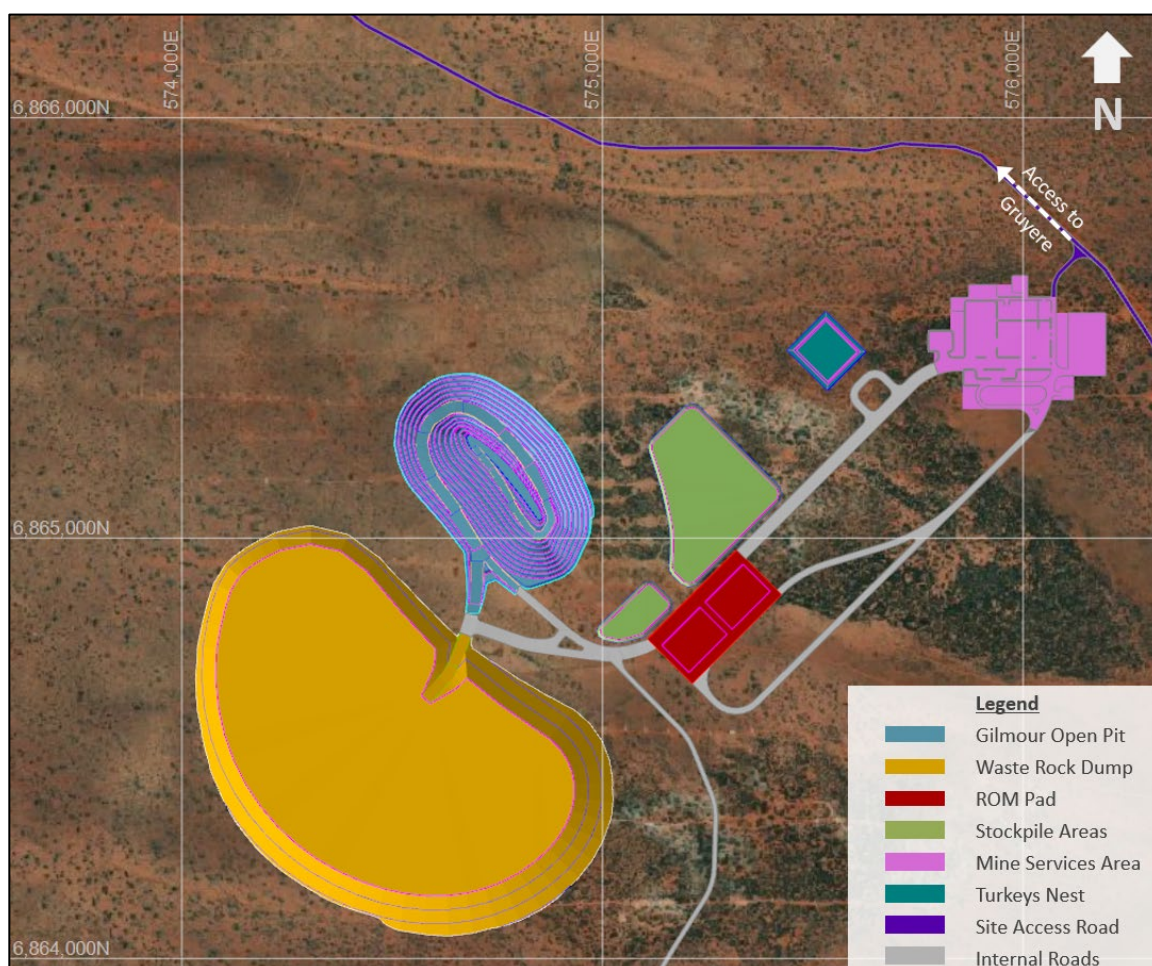 574,000E
575,000E
576,000E
6,866,000N
N
Access to
Gruyere
6,865,000N
6,864,000N
Legend
Gilmour Open Pit
Waste Rock Dump
ROM Pad
Stockpile Areas
Mine Services Area
Turkeys Nest
Site Access Road
Internal Roads